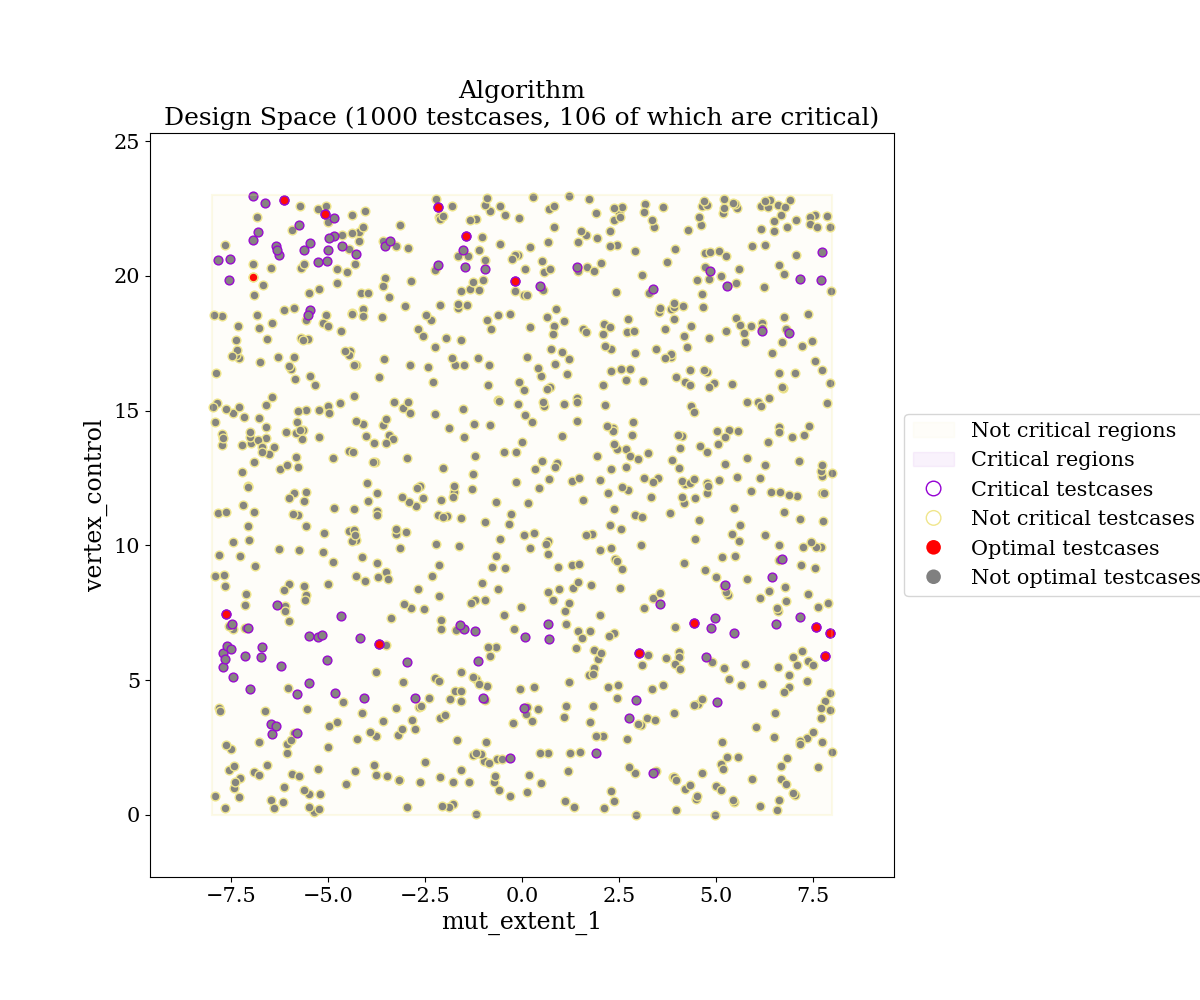 Algorithm
Design Space (1000 testcases, 106 of which are critical)
25
20
15
10
5
0
vertex_control
−7.5
−5.0
−2.5
0.0
2.5
5.0
7.5
mut_extent_1
Not critical regions
Critical regions
Critical testcases
Not critical testcases
Optimal testcases
Not optimal testcases